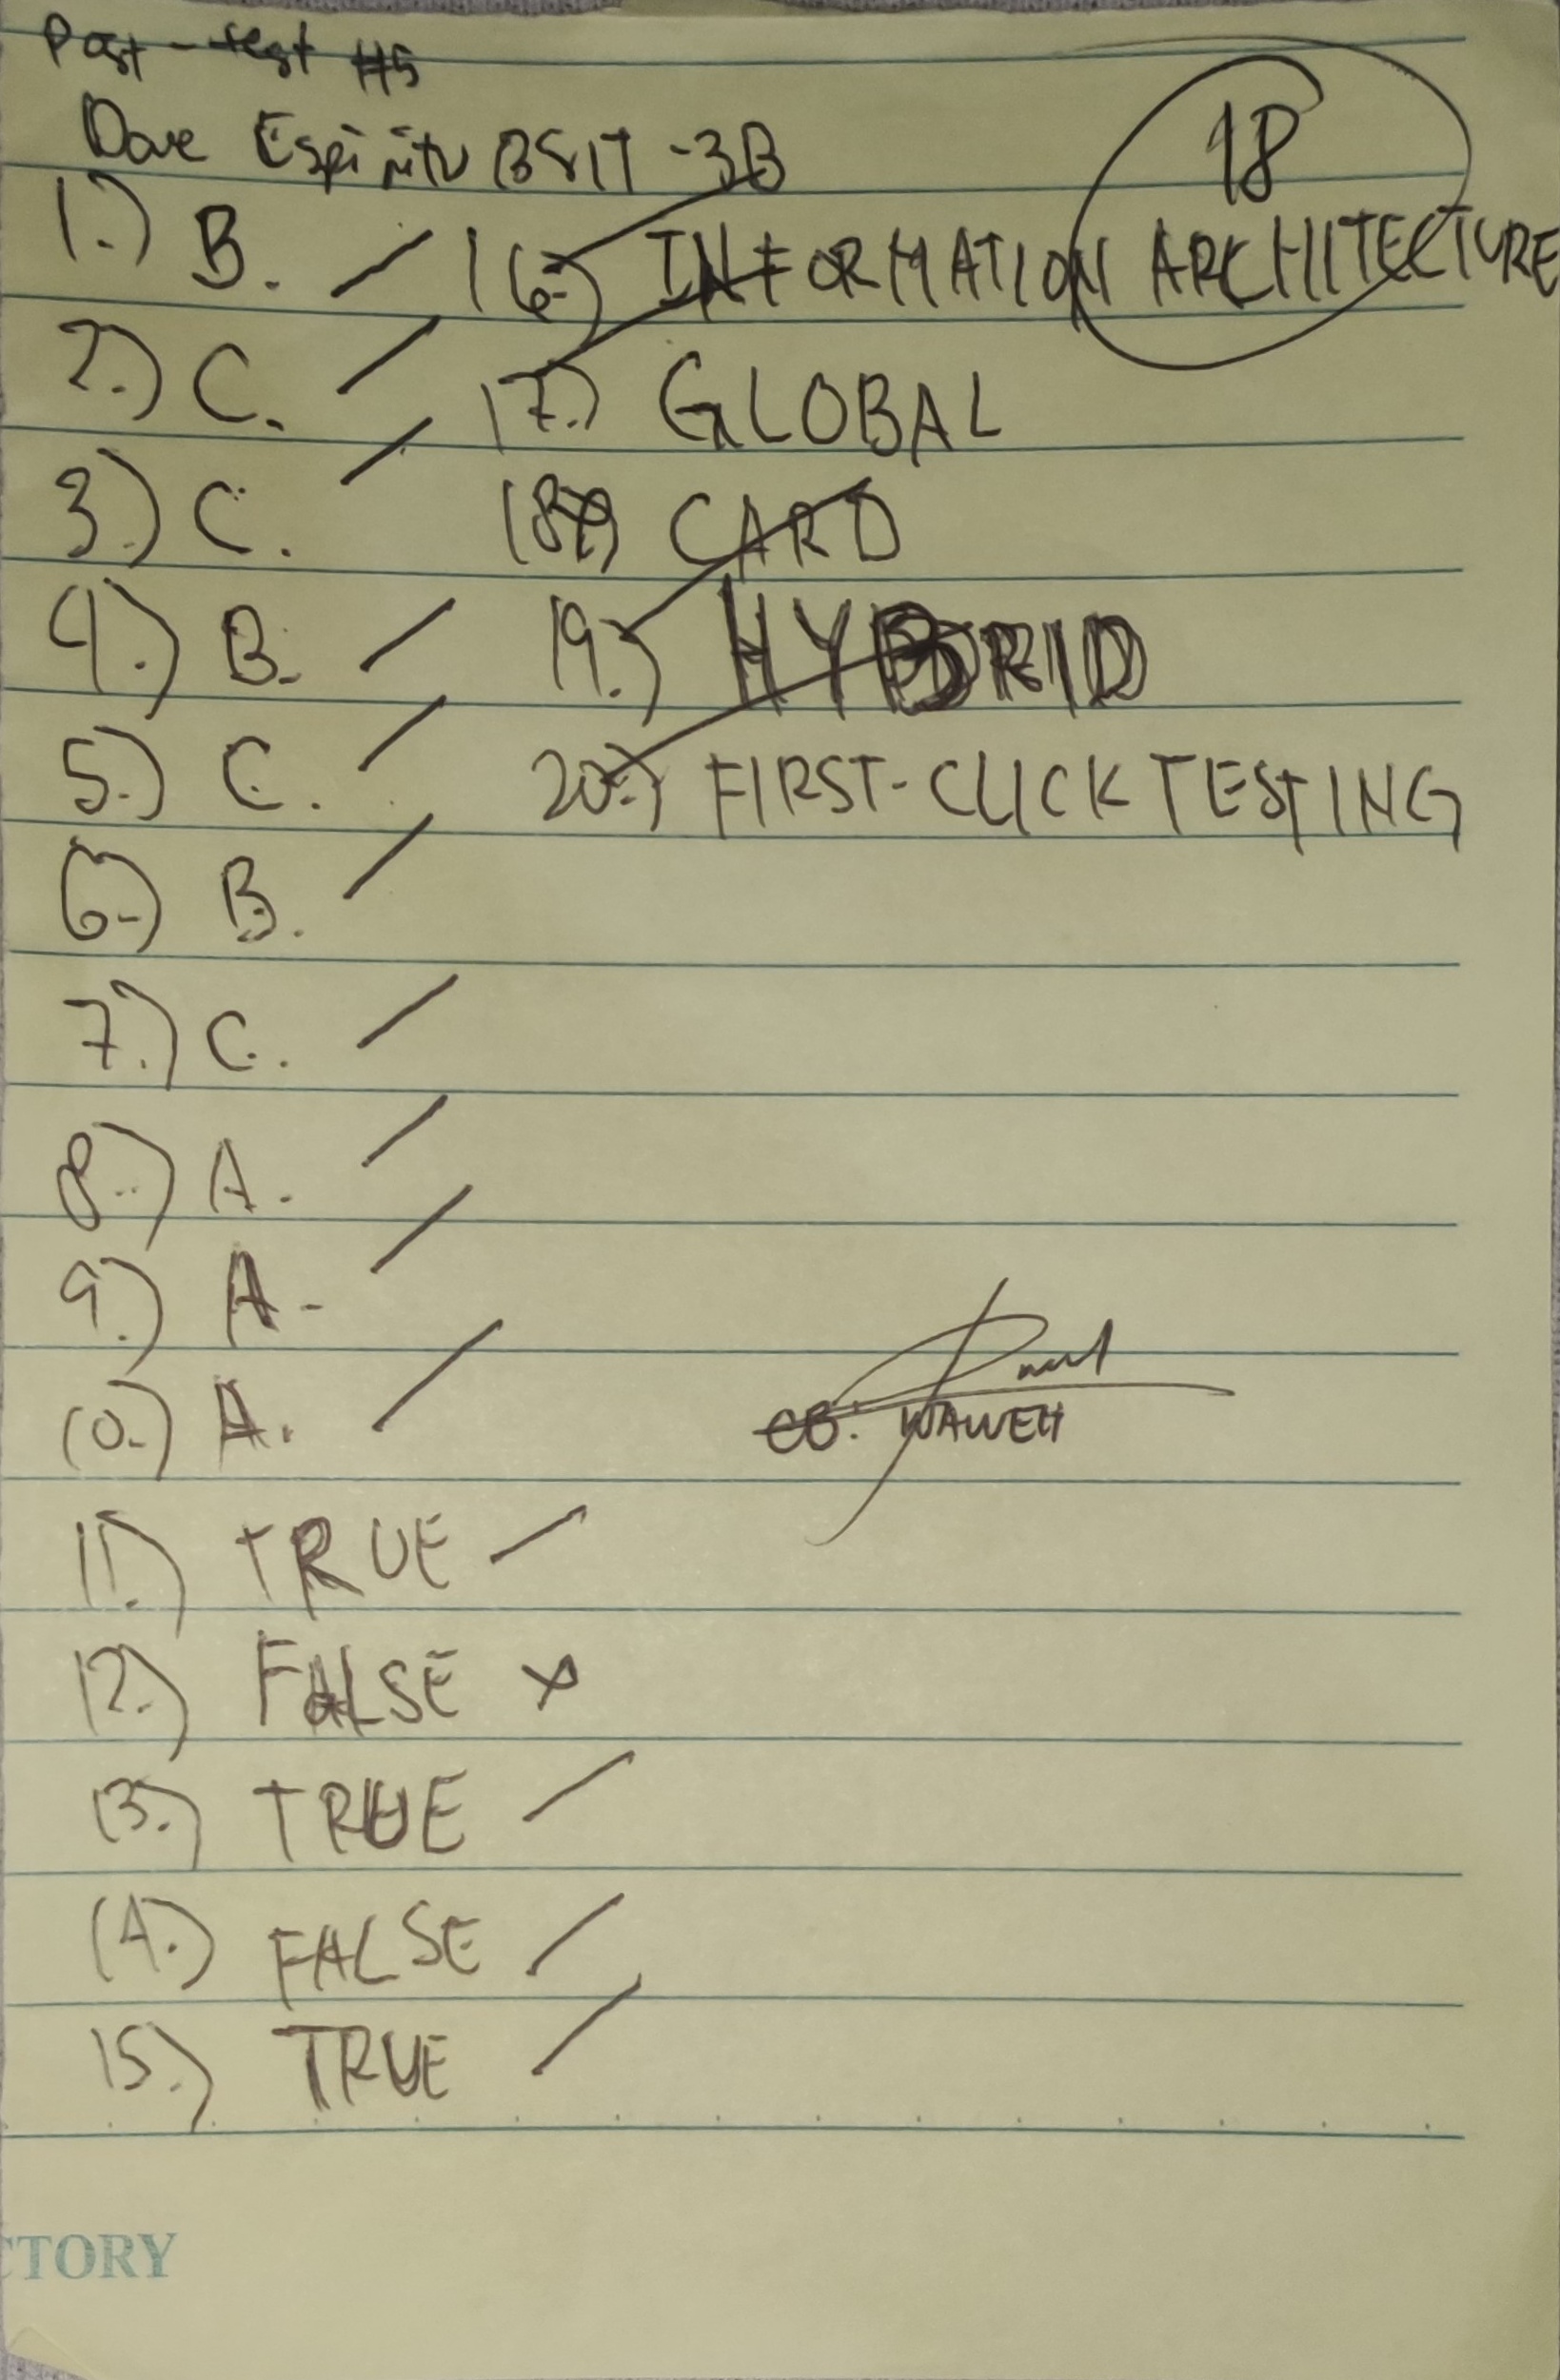 Post-test #5
Dave Espiritu BSIT-3B
18
1.) B.
2.) C.
3.) C.
4.) B.
5.) C.
6.) B.
7.) C.
8.) A.
9.) A.
10.) A.
11.) TRUE
12.) FALSE
13.) TRUE
14.) FALSE
15.) TRUE
16.) INFORMATION ARCHITECTURE
17.) GLOBAL
18.) CARD
19.) HYBRID
20.) FIRST-CLICK TESTING
CB: WAWEH
CTORY